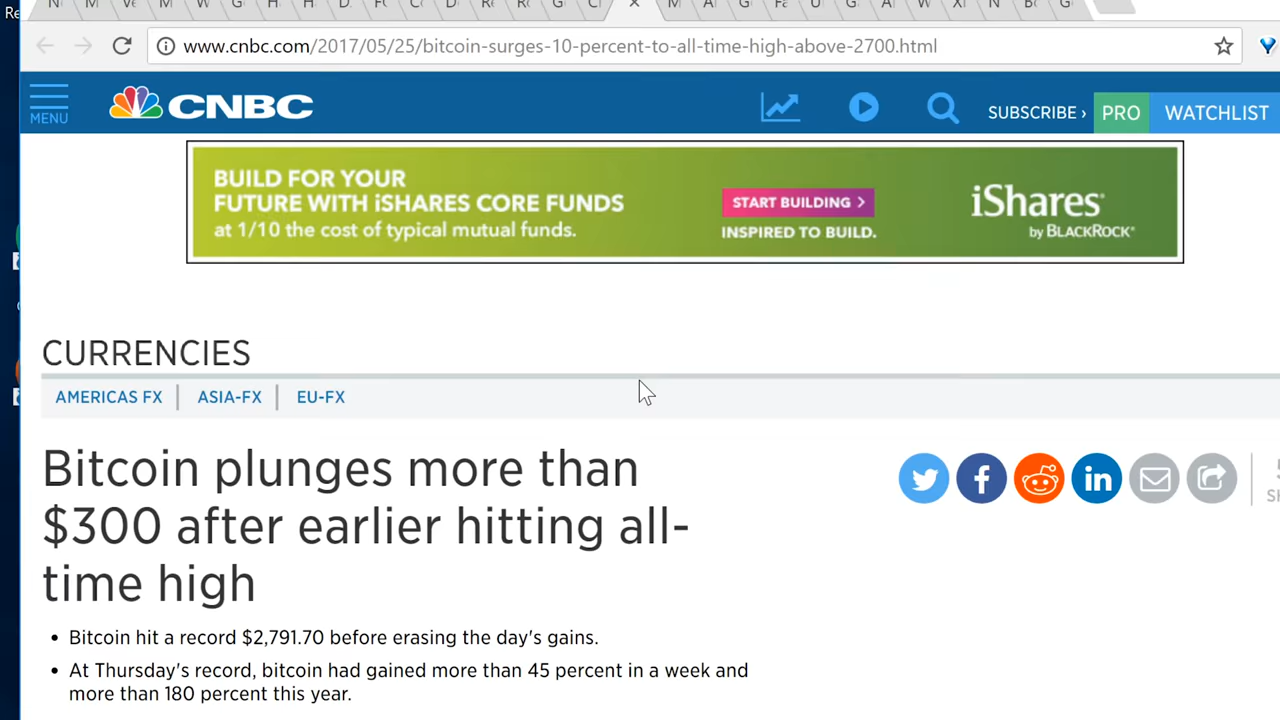 www.cnbc.com/2017/05/25/bitcoin-surges-10-percent-to-all-time-high-above-2700.html
MENU
CNBC
SUBSCRIBE ›
PRO
WATCHLIST
BUILD FOR YOUR
FUTURE WITH iSHARES CORE FUNDS
at 1/10 the cost of typical mutual funds.
START BUILDING >
INSPIRED TO BUILD.
iShares®
by BLACKROCK®
CURRENCIES
AMERICAS FX | ASIA-FX | EU-FX
Bitcoin plunges more than
$300 after earlier hitting all-
time high
• Bitcoin hit a record $2,791.70 before erasing the day's gains.
• At Thursday's record, bitcoin had gained more than 45 percent in a week and
more than 180 percent this year.